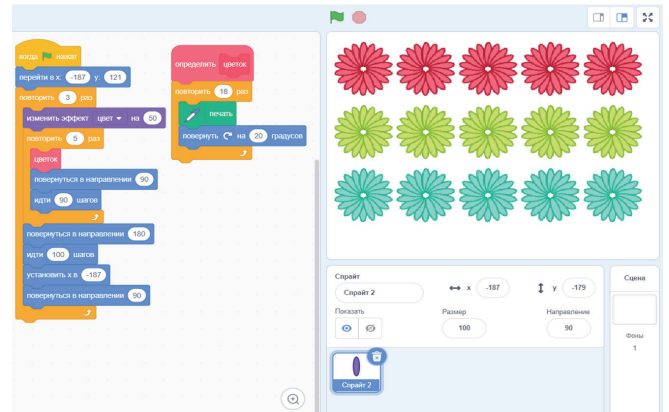 когда нажат
перейти в x: -187 y: 121
повторить 3 раз
изменить эффект цвет на 50
повторить 5 раз
цветок
повернуться в направлении 90
идти 90 шагов
повернуться в направлении 180
идти 100 шагов
установить x в -187
повернуться в направлении 90
определить цветок
повторить 18 раз
печать
повернуть на 20 градусов
Спрайт
Спрайт 2
x -187
y -179
Показать
Размер
100
Направление
90
Спрайт 2
Сцена
Фоны
1